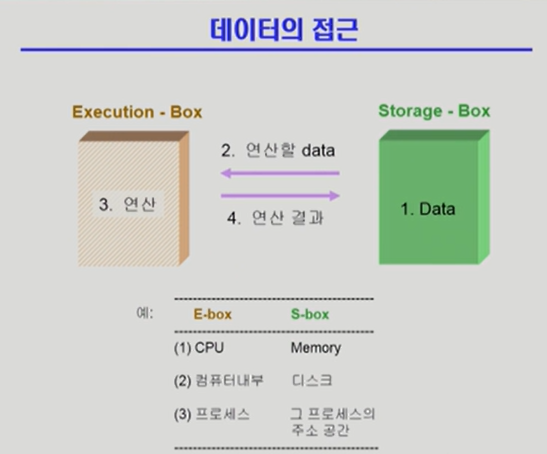 데이터의 접근
Execution - Box
Storage - Box
2. 연산할 data
3. 연산
1. Data
4. 연산 결과
예:
E-box S-box
(1) CPU Memory
(2) 컴퓨터내부 디스크
(3) 프로세스 그 프로세스의
주소 공간